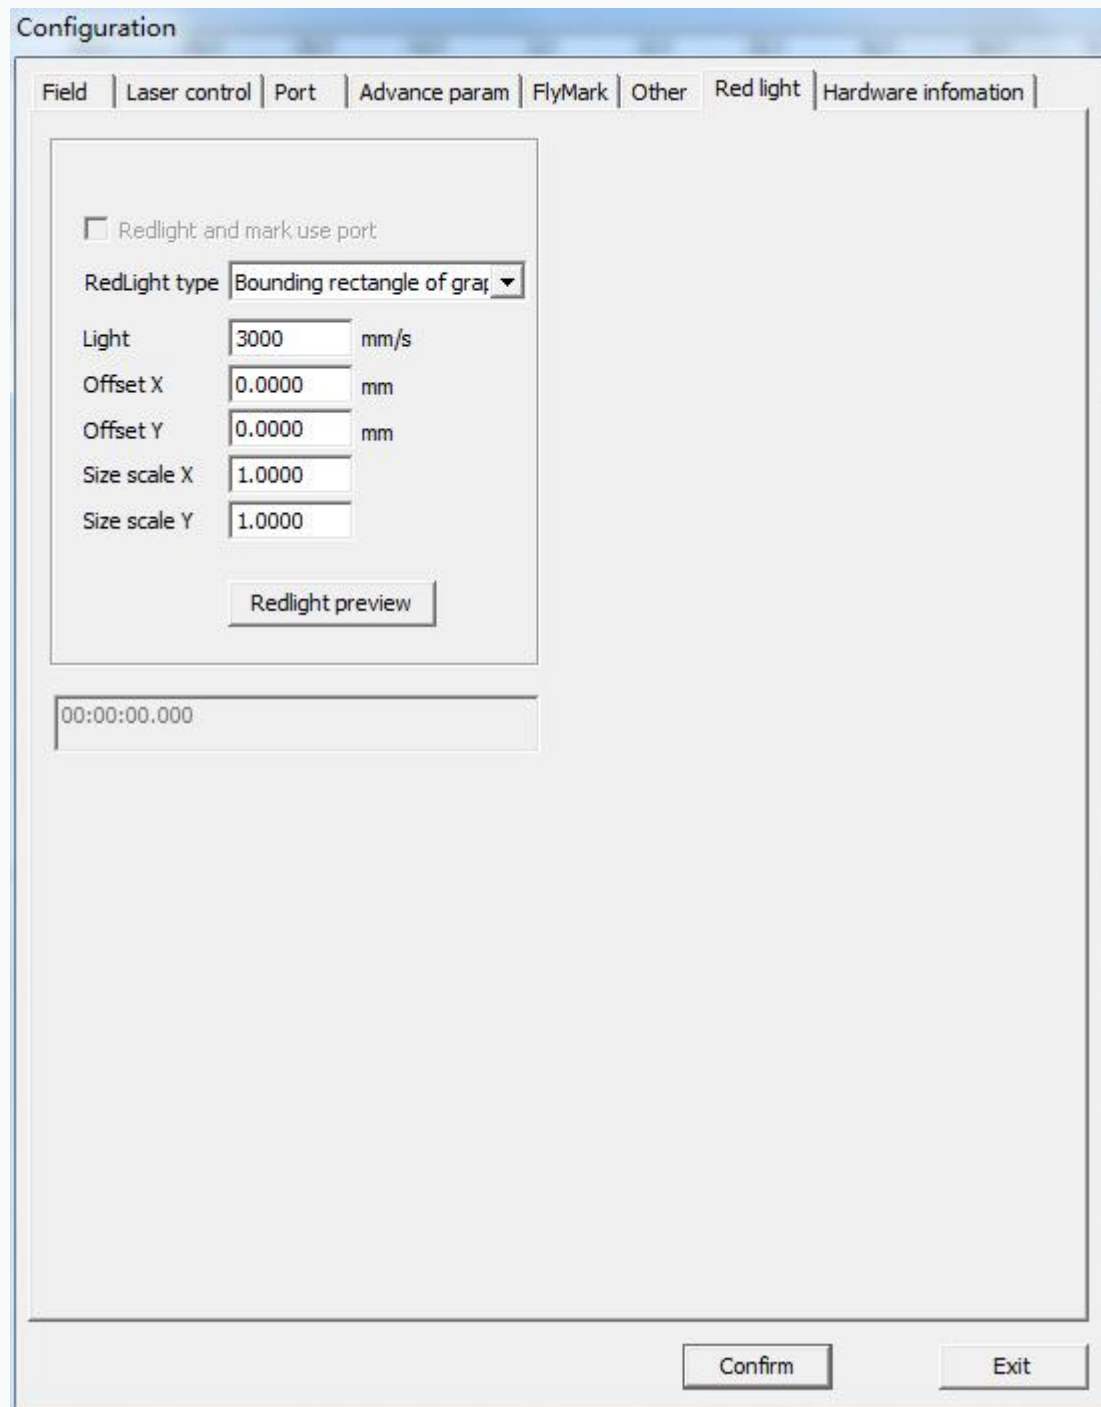 Configuration
Field Laser control Port Advance param FlyMark Other Red light Hardware infomation
Redlight and mark use port
RedLight type Bounding rectangle of grap
Light 3000 mm/s
Offset X 0.0000 mm
Offset Y 0.0000 mm
Size scale X 1.0000
Size scale Y 1.0000
Redlight preview
00:00:00.000
Confirm Exit